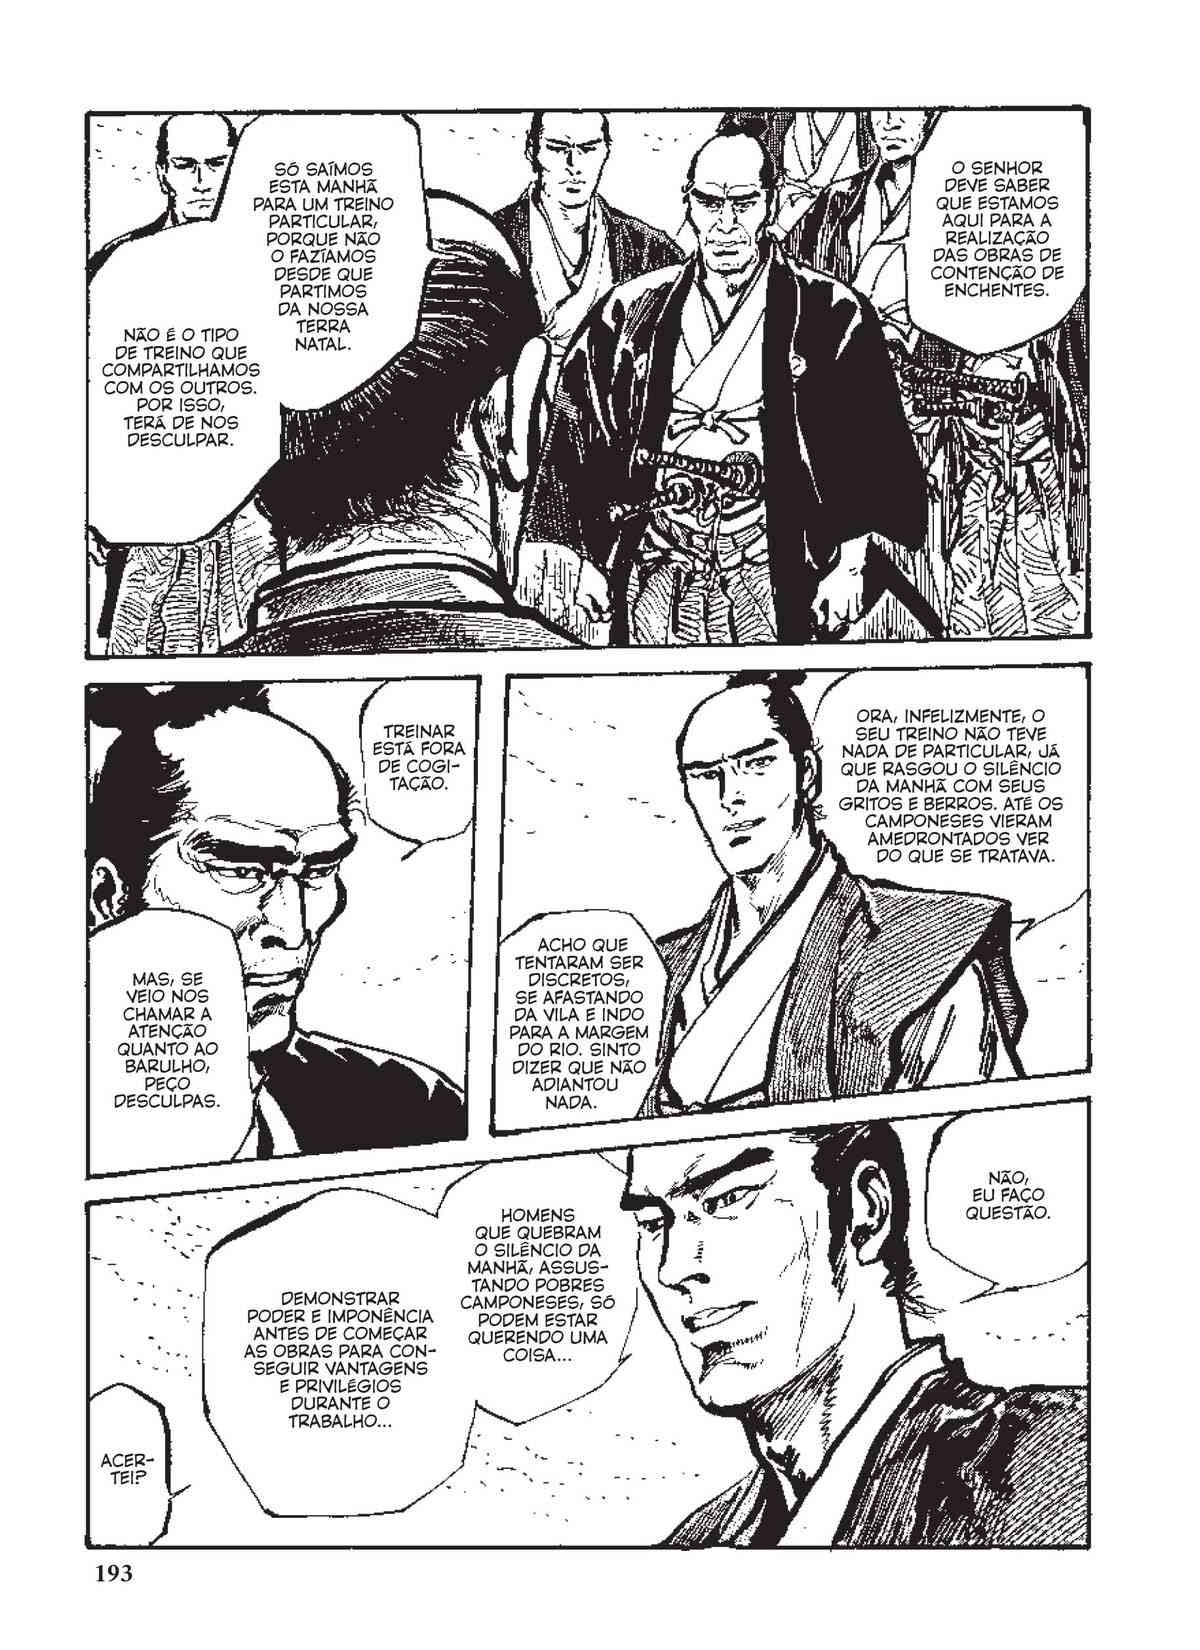 O SENHOR
DEVE SABER
QUE ESTAMOS
AQUI PARA A
REALIZAÇÃO
DAS OBRAS DE
CONTENÇÃO DE
ENCHENTES.
SÓ SAÍMOS
ESTA MANHÃ
PARA UM TREINO
PARTICULAR,
PORQUE NÃO
O FAZÍAMOS
DESDE QUE
PARTIMOS
DA NOSSA
TERRA
NATAL.
NÃO É O TIPO
DE TREINO QUE
COMPARTILHAMOS
COM OS OUTROS.
POR ISSO,
TERÁ DE NOS
DESCULPAR.
ORA, INFELIZMENTE, O
SEU TREINO NÃO TEVE
NADA DE PARTICULAR, JÁ
QUE RASGOU O SILÊNCIO
DA MANHÃ COM SEUS
GRITOS E BERROS. ATÉ OS
CAMPONESES VIERAM
AMEDRONTADOS VER
DO QUE SE TRATAVA.
ACHO QUE
TENTARAM SER
DISCRETOS,
SE AFASTANDO
DA VILA E INDO
PARA A MARGEM
DO RIO. SINTO
DIZER QUE NÃO
ADIANTOU
NADA.
TREINAR
ESTÁ FORA
DE COGI-
TAÇÃO.
MAS, SE
VEIO NOS
CHAMAR A
ATENÇÃO
QUANTO AO
BARULHO,
PEÇO
DESCULPAS.
NÃO,
EU FAÇO
QUESTÃO.
HOMENS
QUE QUEBRAM
O SILÊNCIO DA
MANHÃ, ASSUS-
TANDO POBRES
CAMPONESES, SÓ
PODEM ESTAR
QUERENDO UMA
COISA...
DEMONSTRAR
PODER E IMPONÊNCIA
ANTES DE COMEÇAR
AS OBRAS PARA CON-
SEGUIR VANTAGENS
E PRIVILÉGIOS
DURANTE O
TRABALHO...
ACER-
TEI?
193